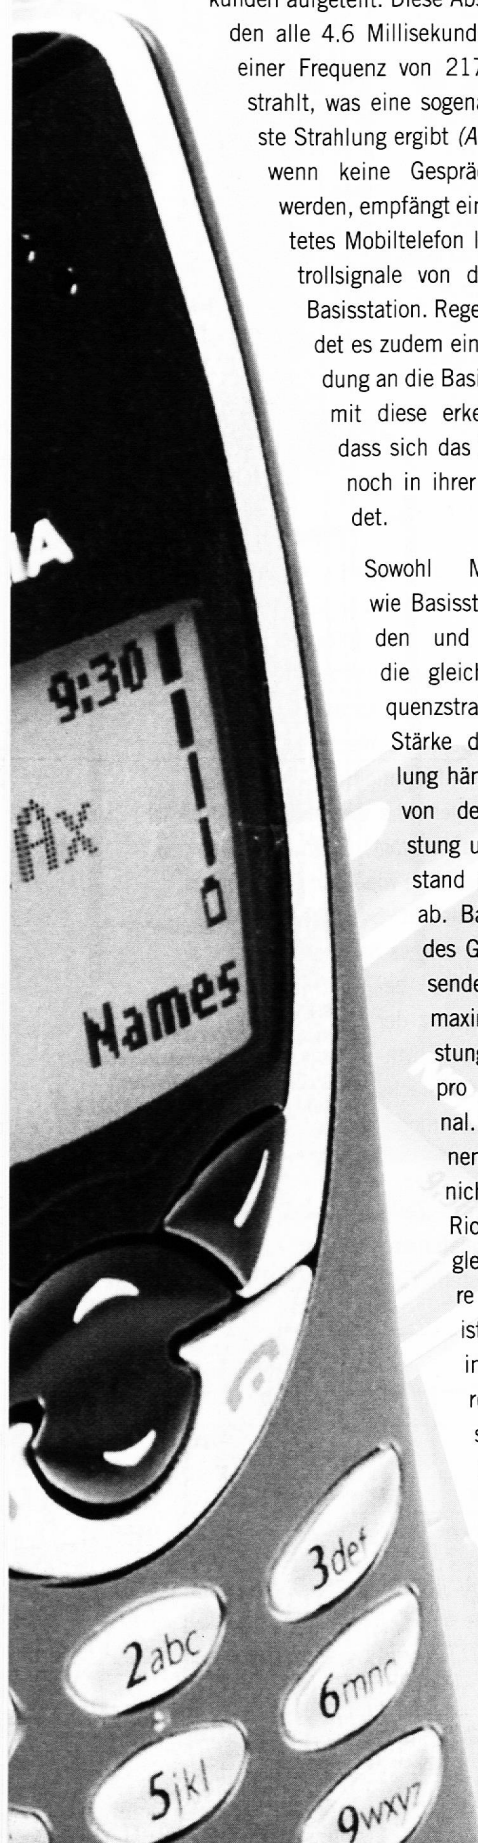 den alle 4.6 Millisekund
einer Frequenz von 217
strahlt, was eine sogena
ste Strahlung ergibt (A
wenn keine Gespräc
werden, empfängt ein
tetes Mobiltelefon l
trollsignale von d
Basisstation. Rege
det es zudem ein
dung an die Basi
mit diese erke
dass sich das
noch in ihrer
det.
Sowohl M
wie Basisst
den und
die gleich
quenzstra
Stärke d
lung hän
von de
stung u
stand
ab. Ba
des G
sende
maxi
stung
pro
nal.
ner
nich
Ric
gle
re
ist
in
r
s
IA
9:30
Ax
Names
3def
2abc
6mno
5jkl
9wxyz